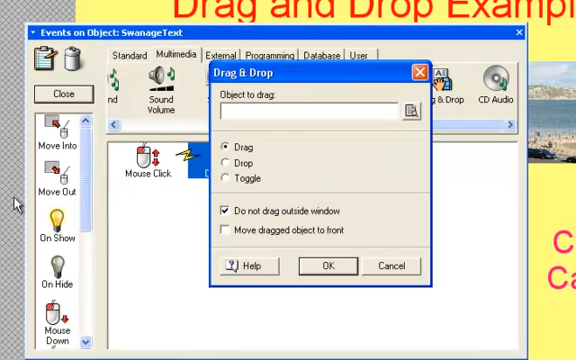 Drag and Drop Exampl
Events on Object: SwanageText
Standard
Multimedia
External
Programming
Database
User
Close
nd
Sound
Volume
S
g & Drop
CD Audio
Move Into
Move Out
On Show
On Hide
Mouse
Down
Mouse Click
Drag & Drop
Object to drag:
Drag
Drop
Toggle
Do not drag outside window
Move dragged object to front
Help
OK
Cancel
C
Ca